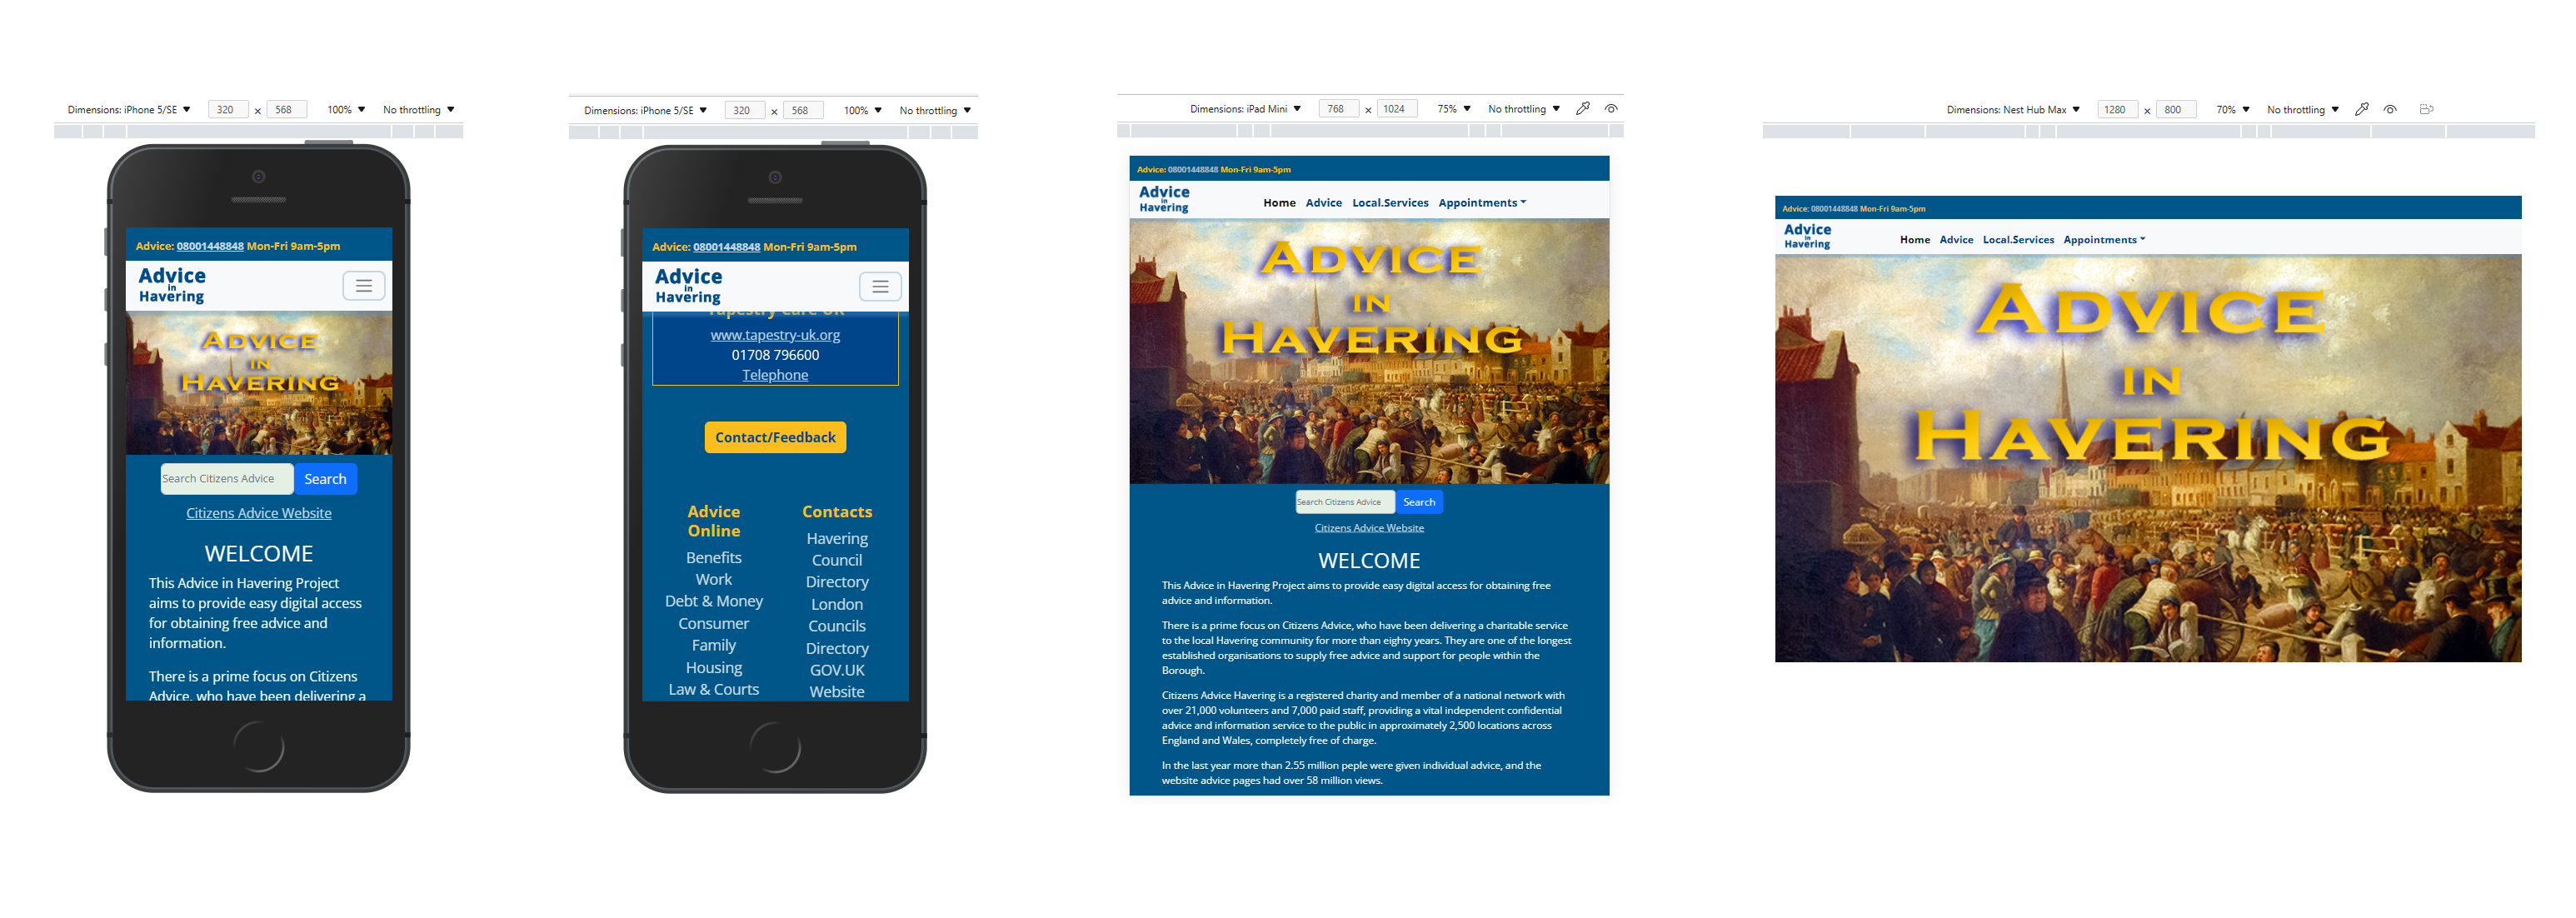 Dimensions: iPhone 5/SE 320 × 568 100% No throttling
Advice: 08001448848 Mon-Fri 9am-5pm
Advice
in
Havering
ADVICE
IN
HAVERING
Search Citizens Advice Search
Citizens Advice Website
WELCOME
This Advice in Havering Project
aims to provide easy digital access
for obtaining free advice and
information.
There is a prime focus on Citizens
Advice, who have been delivering a
Dimensions: iPhone 5/SE 320 × 568 100% No throttling
Advice: 08001448848 Mon-Fri 9am-5pm
Advice
in
Havering
Tapestry Care UK
www.tapestry-uk.org
01708 796600
Telephone
Contact/Feedback
Advice
Online
Benefits
Work
Debt & Money
Consumer
Family
Housing
Law & Courts
Contacts
Havering
Council
Directory
London
Councils
Directory
GOV.UK
Website
Dimensions: iPad Mini 768 × 1024 75% No throttling
Advice: 08001448848 Mon-Fri 9am-5pm
Advice
in
Havering
Home Advice Local.Services Appointments
ADVICE
IN
HAVERING
Search Citizens Advice Search
Citizens Advice Website
WELCOME
This Advice in Havering Project aims to provide easy digital access for obtaining free
advice and information.
There is a prime focus on Citizens Advice, who have been delivering a charitable service
to the local Havering community for more than eighty years. They are one of the longest
established organisations to supply free advice and support for people within the
Borough.
Citizens Advice Havering is a registered charity and member of a national network with
over 21,000 volunteers and 7,000 paid staff, providing a vital independent confidential
advice and information service to the public in approximately 2,500 locations across
England and Wales, completely free of charge.
In the last year more than 2.55 million peple were given individual advice, and the
website advice pages had over 58 million views.
Dimensions: Nest Hub Max 1280 × 800 70% No throttling
Advice: 08001448848 Mon-Fri 9am-5pm
Advice
in
Havering
Home Advice Local.Services Appointments
ADVICE
IN
HAVERING